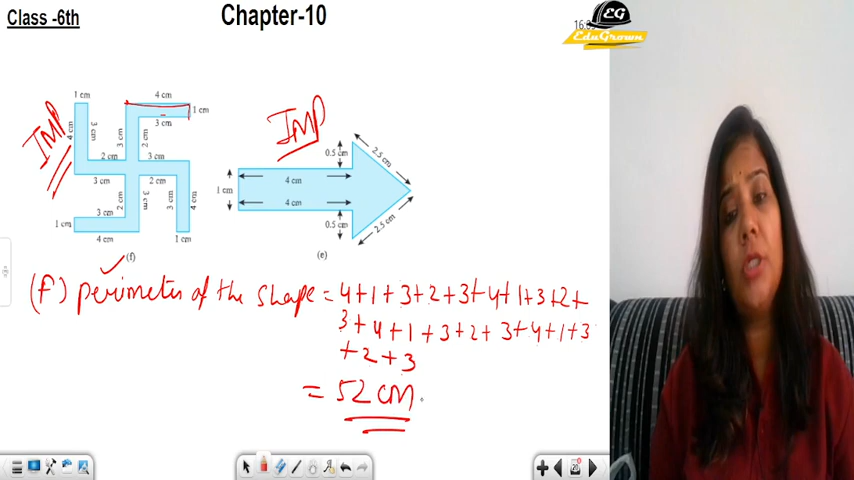 Class -6th
Chapter-10
16:
EG
EduGrown
IMP
1 cm
4 cm
1 cm
3 cm
4 cm
3 cm
3 cm
2 cm
2 cm
3 cm
3 cm
2 cm
2 cm
3 cm
3 cm
4 cm
3 cm
1 cm
4 cm
1 cm
(f)
IMP
0.5 cm
2.5 cm
1 cm
4 cm
4 cm
0.5 cm
2.5 cm
(e)
(f) perimeter of the shape = 4+1+3+2+3+4+1+3+2+
3+4+1+3+2+3+4+1+3
+2+3
= 52 cm.